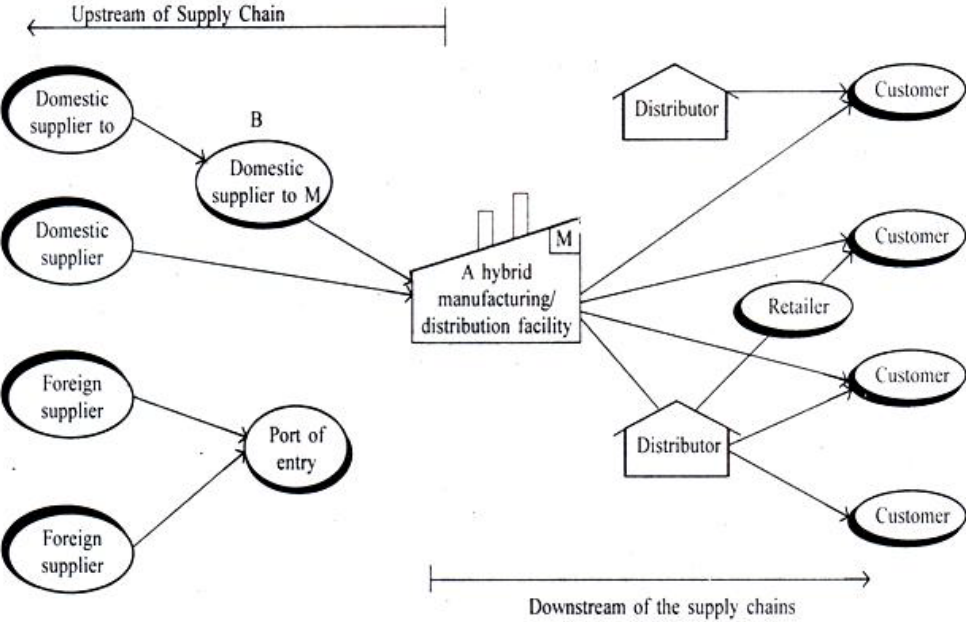 Upstream of Supply Chain
Domestic
supplier to
B
Domestic
supplier to M
Domestic
supplier
Foreign
supplier
Foreign
supplier
Port of
entry
M
A hybrid
manufacturing/
distribution facility
Distributor
Distributor
Retailer
Customer
Customer
Customer
Customer
Downstream of the supply chains